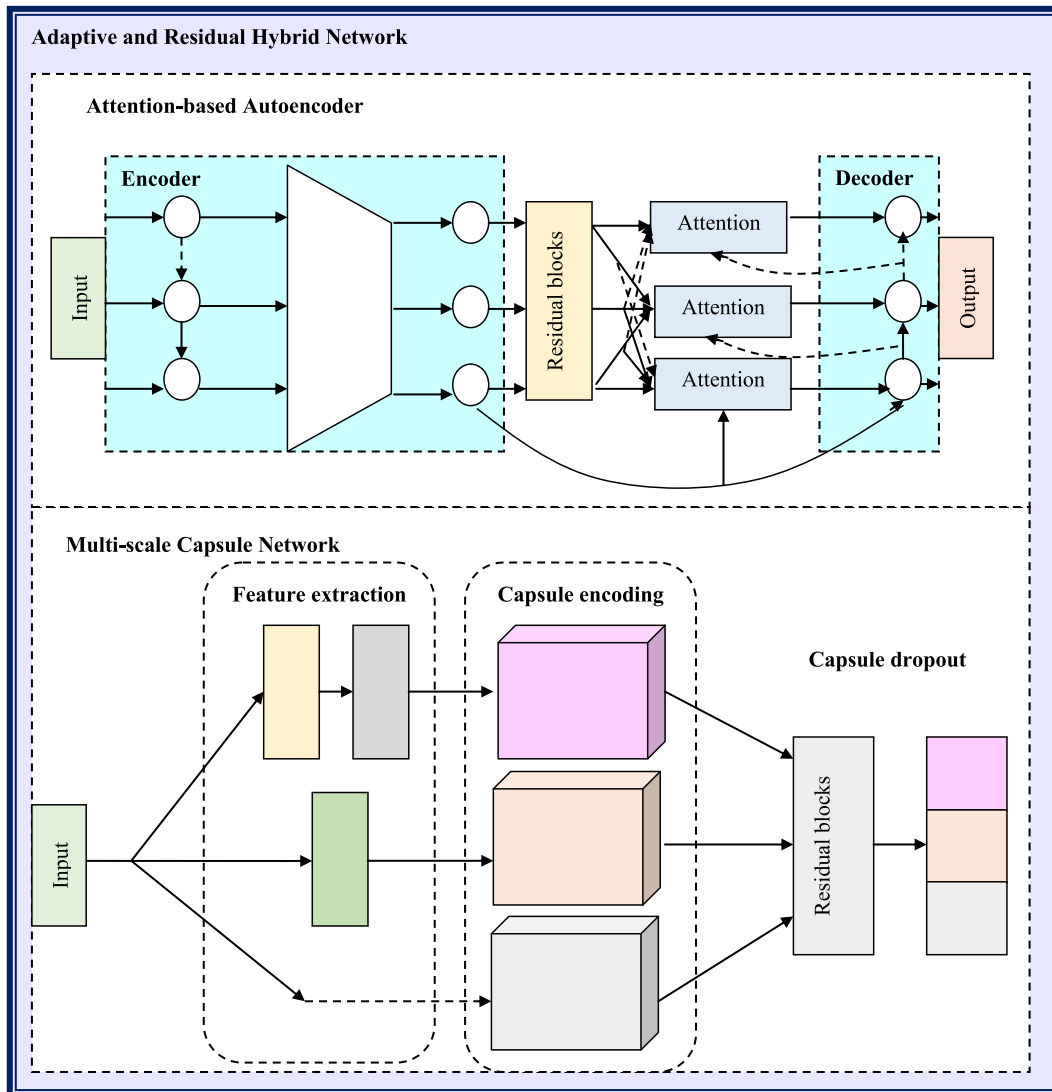 Adaptive and Residual Hybrid Network
Attention-based Autoencoder
Encoder
Decoder
Input
Residual blocks
Attention
Attention
Attention
Output
Multi-scale Capsule Network
Feature extraction
Capsule encoding
Capsule dropout
Input
Residual blocks